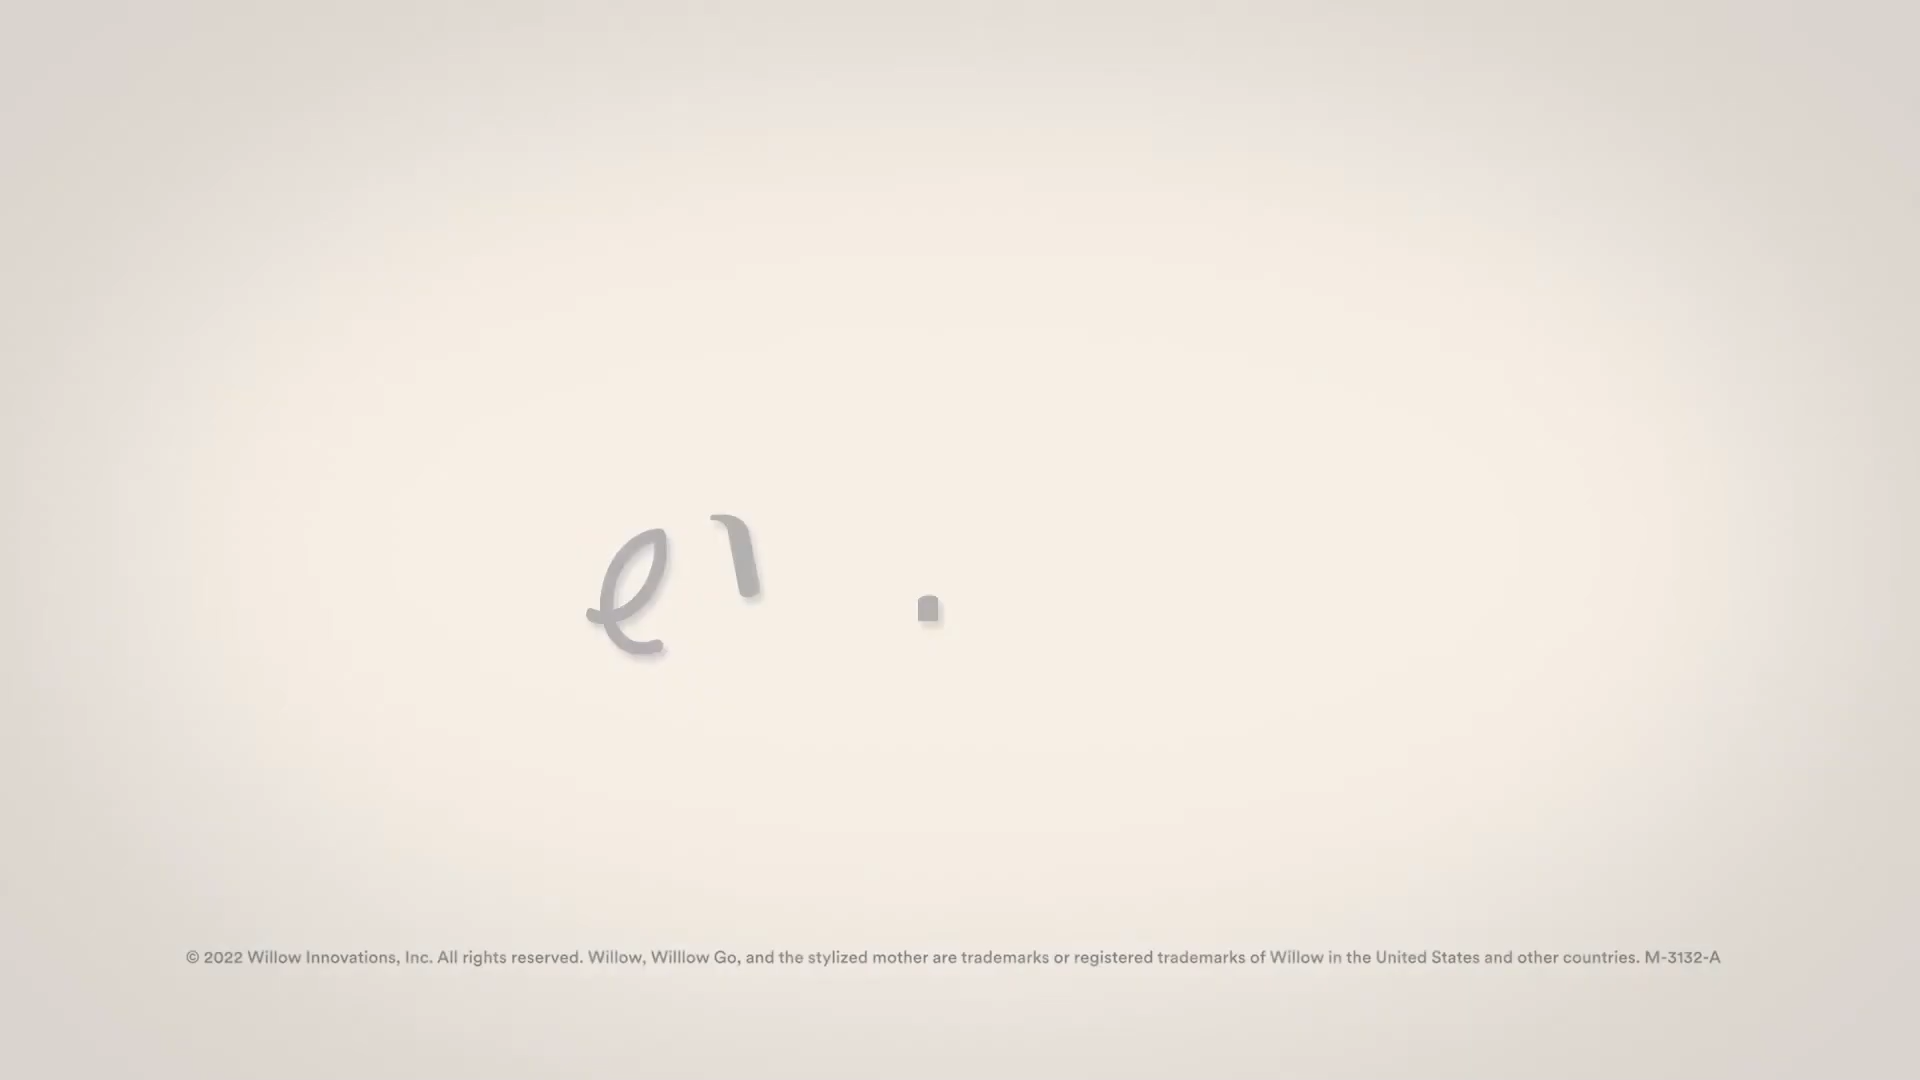 © 2022 Willow Innovations, Inc. All rights reserved. Willow, Willlow Go, and the stylized mother are trademarks or registered trademarks of Willow in the United States and other countries. M-3132-A